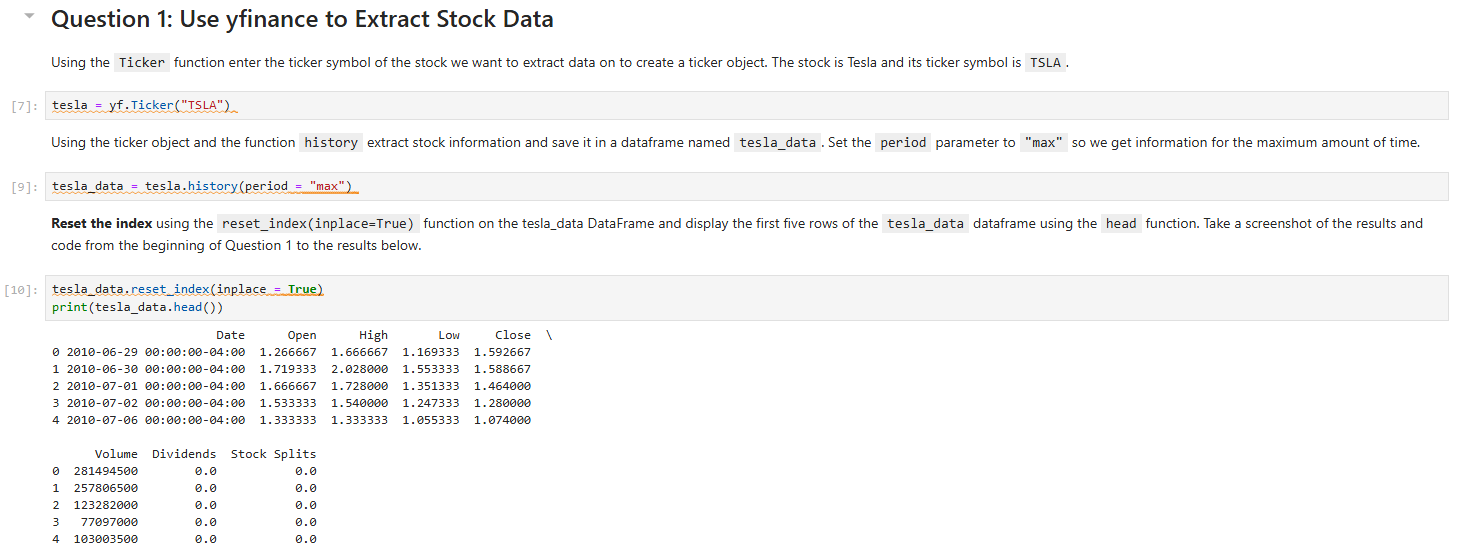 Question 1: Use yfinance to Extract Stock Data
Using the Ticker function enter the ticker symbol of the stock we want to extract data on to create a ticker object. The stock is Tesla and its ticker symbol is TSLA .
[7]: tesla = yf.Ticker("TSLA")
Using the ticker object and the function history extract stock information and save it in a dataframe named tesla_data . Set the period parameter to "max" so we get information for the maximum amount of time.
[9]: tesla_data = tesla.history(period = "max")
Reset the index using the reset_index(inplace=True) function on the tesla_data DataFrame and display the first five rows of the tesla_data dataframe using the head function. Take a screenshot of the results and
code from the beginning of Question 1 to the results below.
[10]: tesla_data.reset_index(inplace = True)
print(tesla_data.head())
Date Open High Low Close \
0 2010-06-29 00:00:00-04:00 1.266667 1.666667 1.169333 1.592667
1 2010-06-30 00:00:00-04:00 1.719333 2.028000 1.553333 1.588667
2 2010-07-01 00:00:00-04:00 1.666667 1.728000 1.351333 1.464000
3 2010-07-02 00:00:00-04:00 1.533333 1.540000 1.247333 1.280000
4 2010-07-06 00:00:00-04:00 1.333333 1.333333 1.055333 1.074000
Volume Dividends Stock Splits
0 281494500 0.0 0.0
1 257806500 0.0 0.0
2 123282000 0.0 0.0
3 77097000 0.0 0.0
4 103003500 0.0 0.0